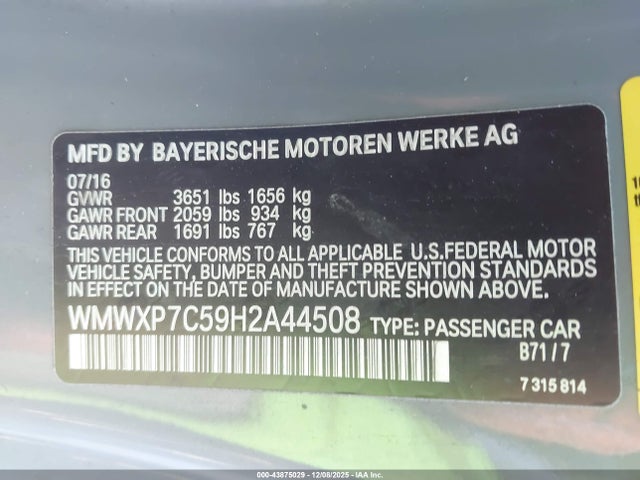 MFD BY BAYERISCHE MOTOREN WERKE AG
07/16
GVWR 3651 lbs 1656 kg
GAWR FRONT 2059 lbs 934 kg
GAWR REAR 1691 lbs 767 kg
THIS VEHICLE CONFORMS TO ALL APPLICABLE U.S.FEDERAL MOTOR
VEHICLE SAFETY, BUMPER AND THEFT PREVENTION STANDARDS
IN EFFECT ON THE DATE OF MANUFACTURE SHOWN ABOVE.
WMWXP7C59H2A44508 TYPE: PASSENGER CAR
B71/7
7 315 814
000-43875029 - 12/08/2025 - IAA Inc.